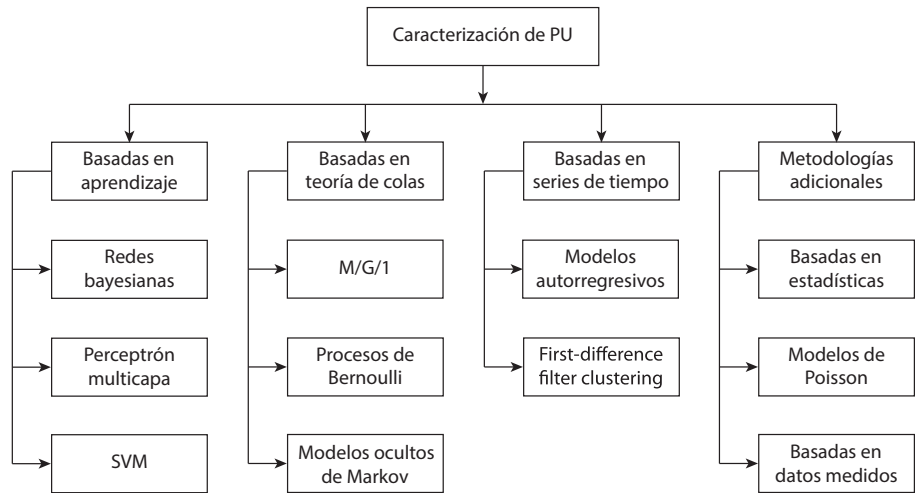 Caracterización de PU
Basadas en
aprendizaje
Redes
bayesianas
Perceptrón
multicapa
SVM
Basadas en
teoría de colas
M/G/1
Procesos de
Bernoulli
Modelos ocultos
de Markov
Basadas en
series de tiempo
Modelos
autorregresivos
First-difference
filter clustering
Metodologías
adicionales
Basadas en
estadísticas
Modelos de
Poisson
Basadas en
datos medidos